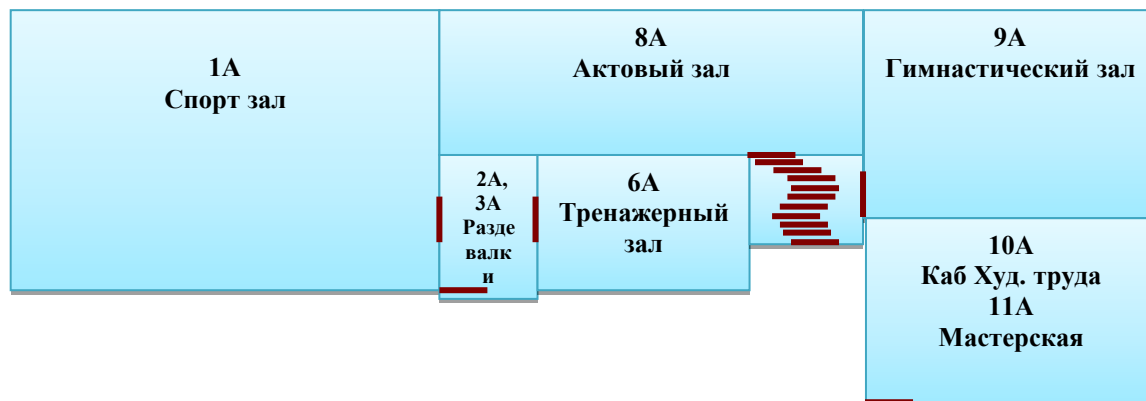 1А
Спорт зал
8А
Актовый зал
9А
Гимнастический зал
2А,
3А
Разде
валк
и
6А
Тренажерный
зал
10А
Каб Худ. труда
11А
Мастерская